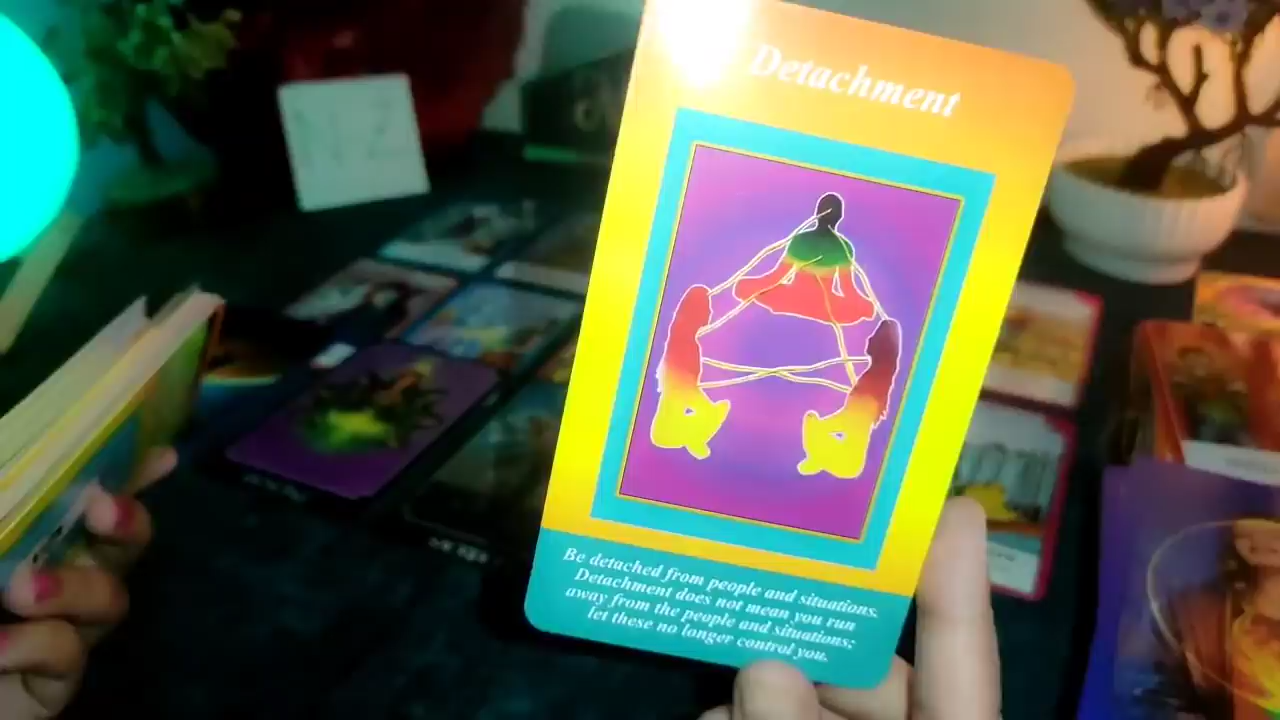 Detachment
Be detached from people and situations.
Detachment does not mean you run
away from the people and situations;
let these no longer control you.